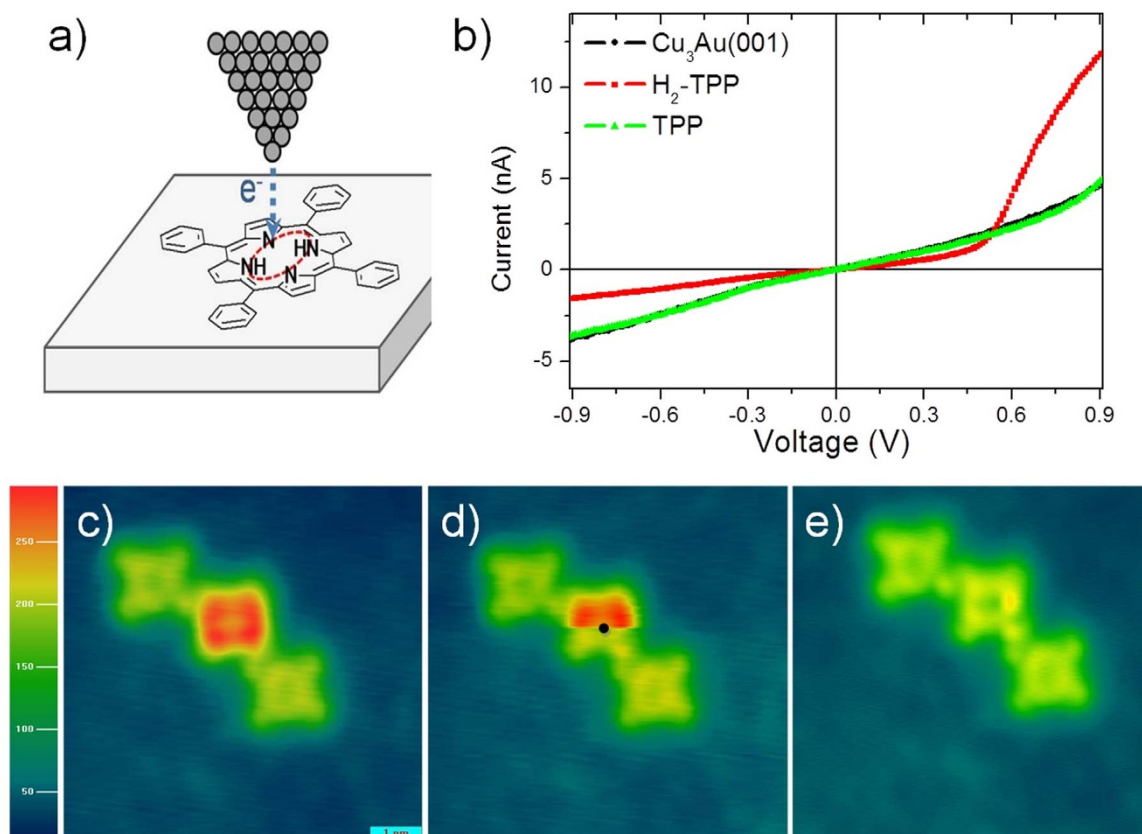 a)
e-
N
HN
NH
N
b)
Cu3Au(001)
H2-TPP
TPP
Current (nA)
10
5
0
-5
-0.9 -0.6 -0.3 0.0 0.3 0.6 0.9
Voltage (V)
c)
d)
e)
250
200
150
100
50
1 nm